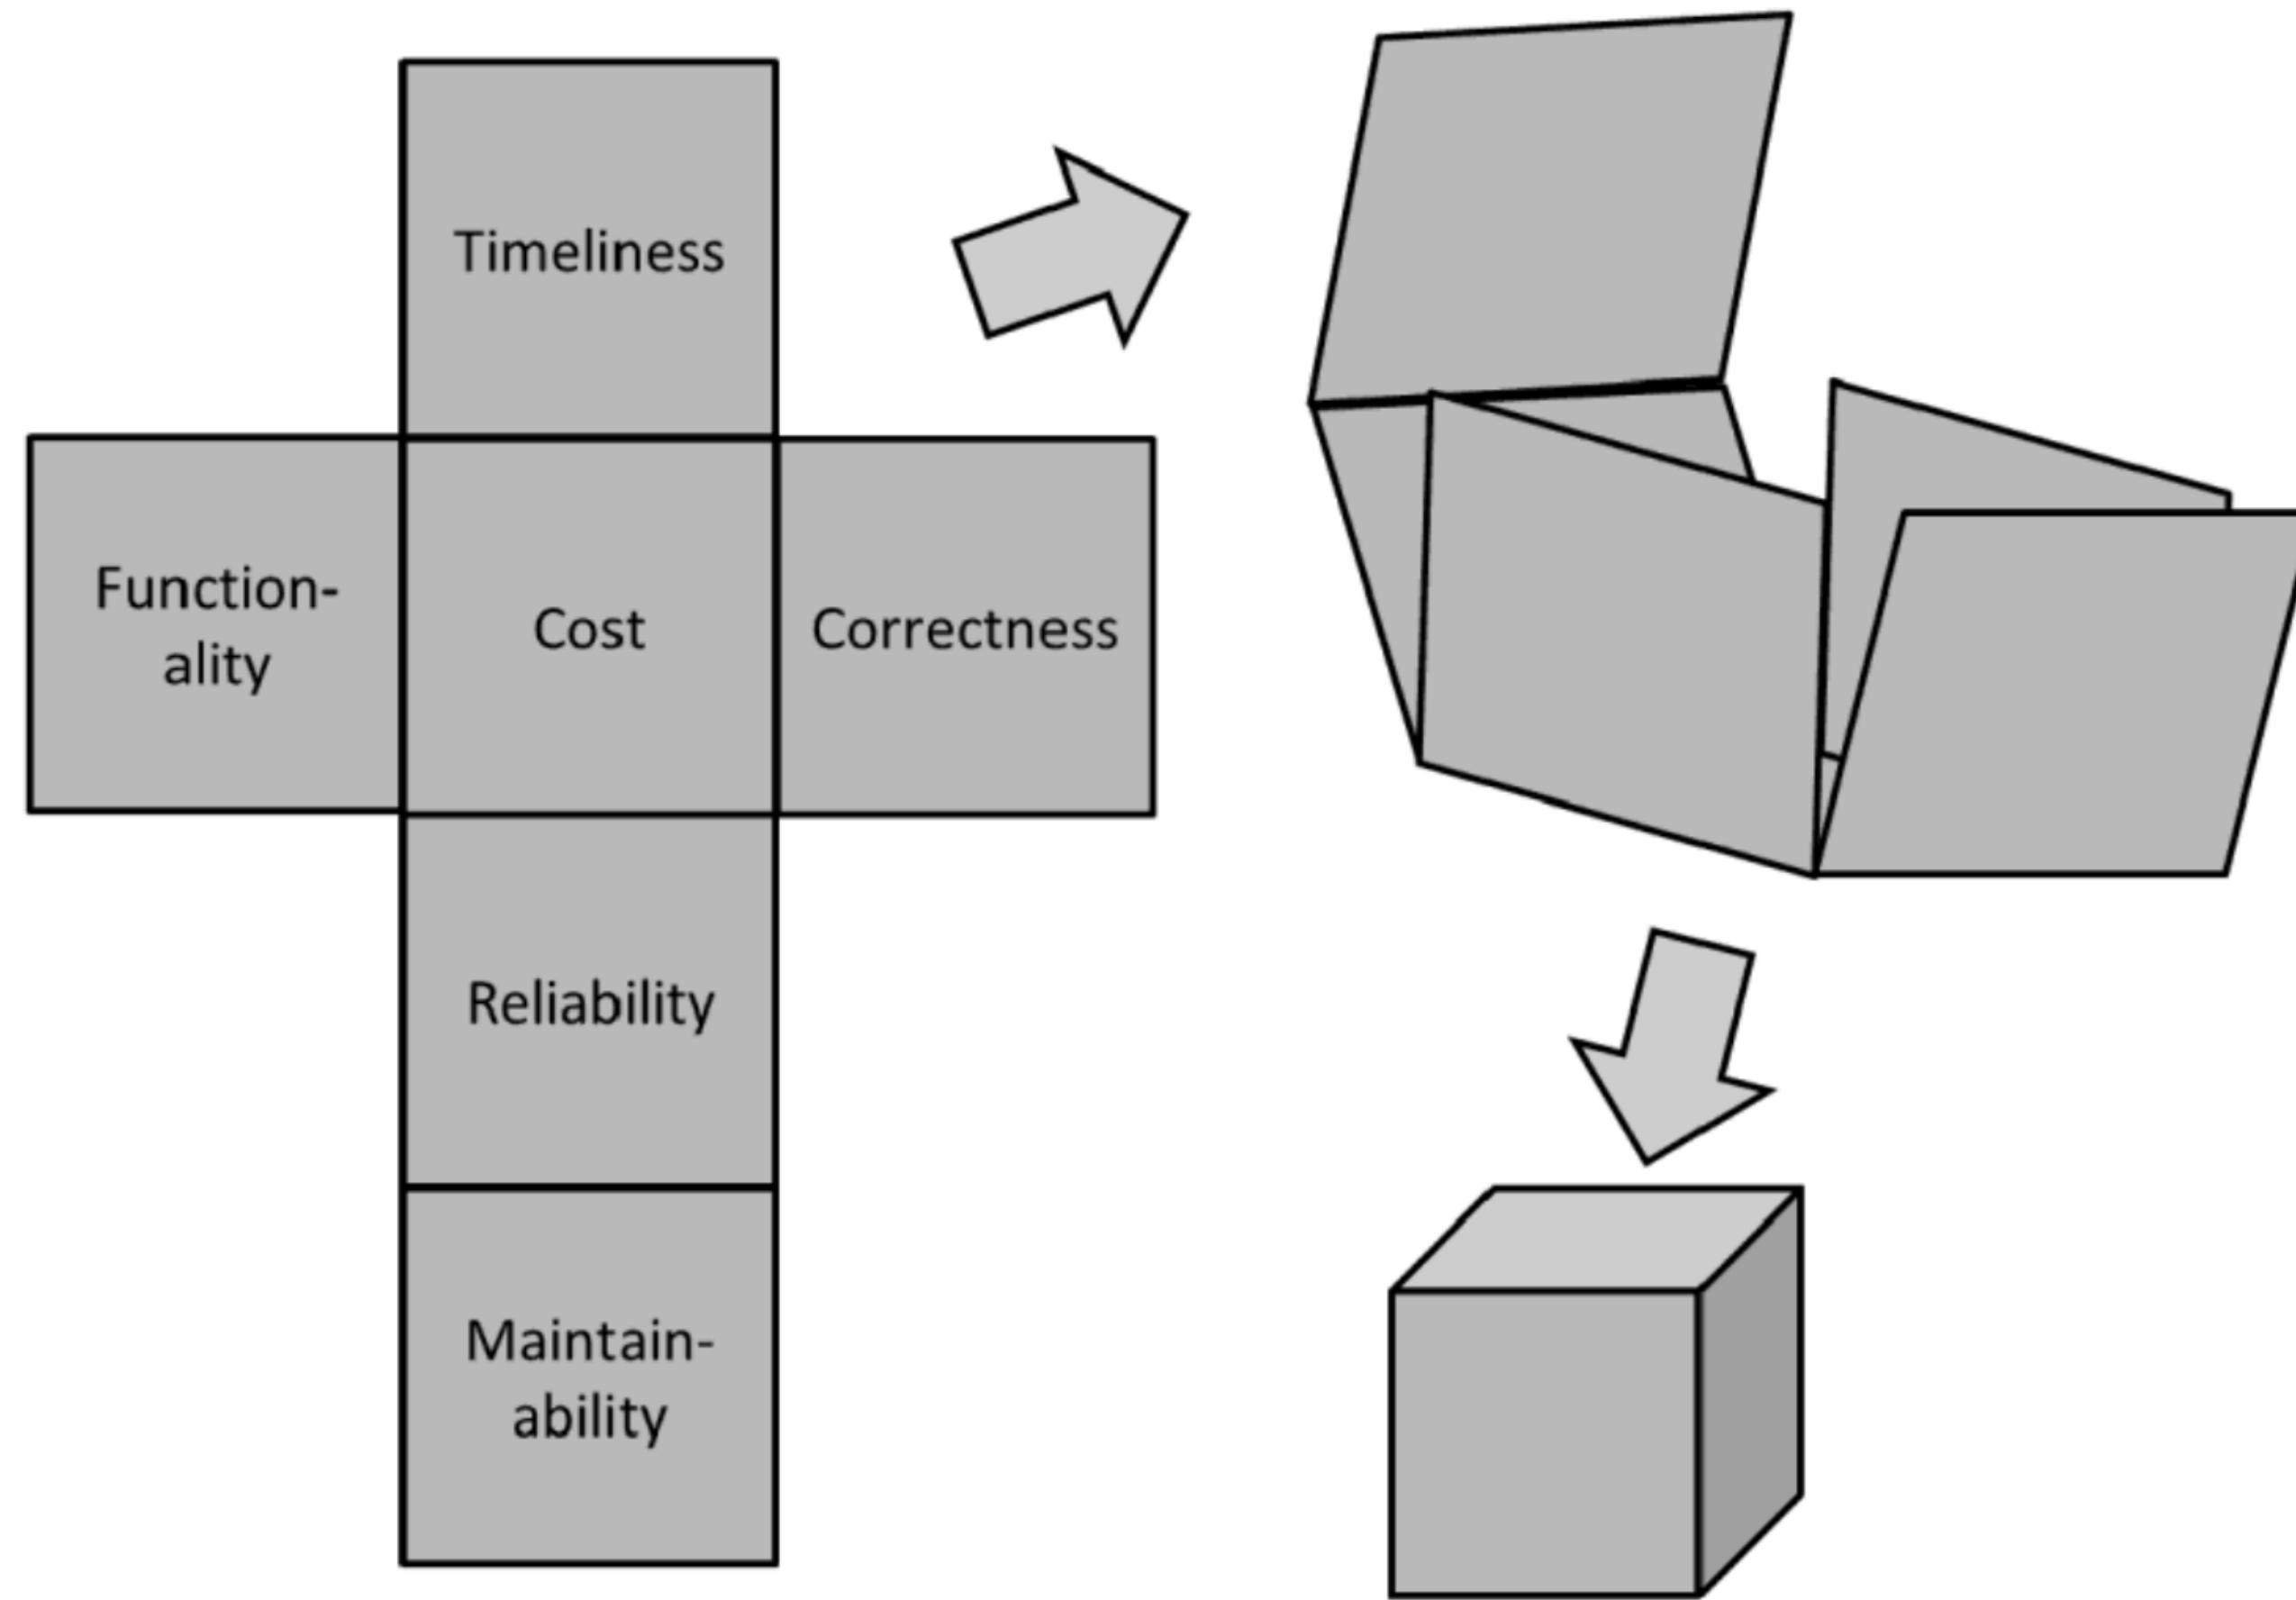 Timeliness
Function-
ality
Cost
Correctness
Reliability
Maintain-
ability